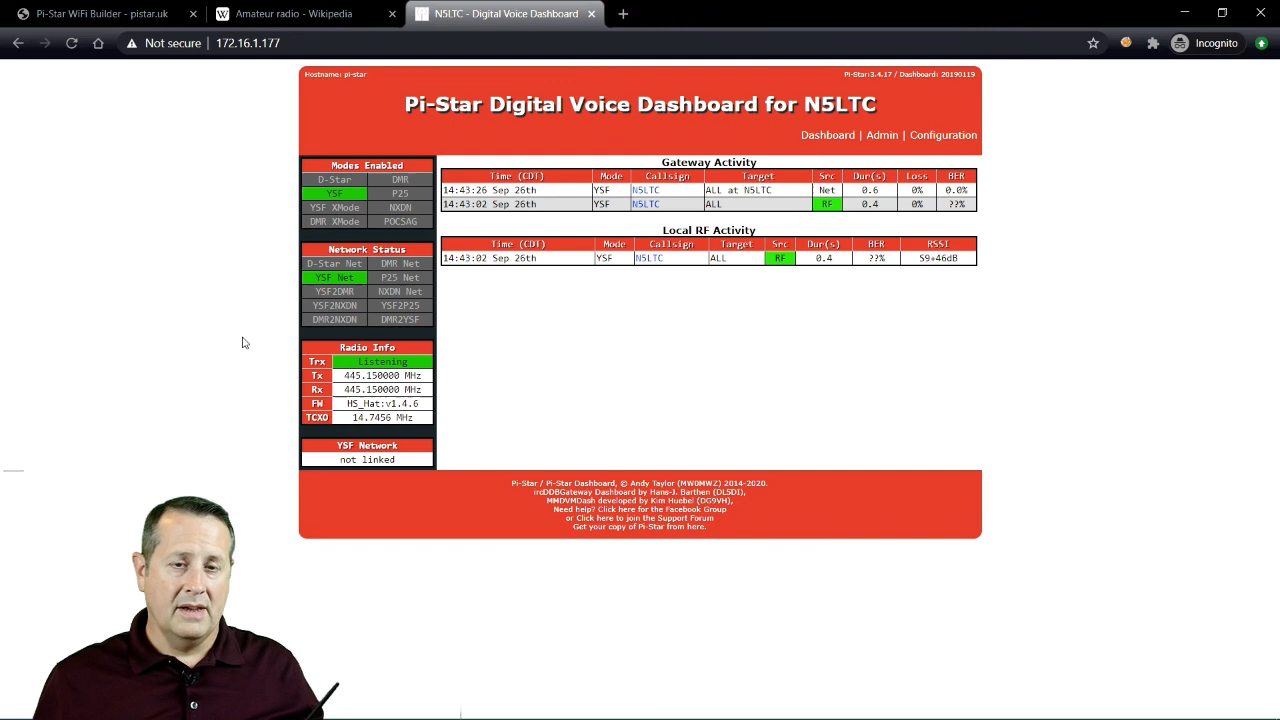 Pi-Star WiFi Builder - pistar.uk
Amateur radio - Wikipedia
N5LTC - Digital Voice Dashboard
Not secure
172.16.1.177
Incognito
Hostname: pi-star
Pi-Star:3.4.17 / Dashboard: 20190119
Pi-Star Digital Voice Dashboard for N5LTC
Dashboard | Admin | Configuration
Modes Enabled
D-Star DMR
YSF P25
YSF XMode NXDN
DMR XMode POCSAG
Network Status
D-Star Net DMR Net
YSF Net P25 Net
YSF2DMR NXDN Net
YSF2NXDN YSF2P25
DMR2NXDN DMR2YSF
Radio Info
Trx Listening
Tx 445.150000 MHz
Rx 445.150000 MHz
FW HS_Hat:v1.4.6
TCXO 14.7456 MHz
YSF Network
not linked
Gateway Activity
Time (CDT) Mode Callsign Target Src Dur(s) Loss BER
14:43:26 Sep 26th YSF N5LTC ALL at N5LTC Net 0.6 0% 0.0%
14:43:02 Sep 26th YSF N5LTC ALL RF 0.4 0% ??%
Local RF Activity
Time (CDT) Mode Callsign Target Src Dur(s) BER RSSI
14:43:02 Sep 26th YSF N5LTC ALL RF 0.4 ??% S9+46dB
Pi-Star / Pi-Star Dashboard, © Andy Taylor (MW0MWZ) 2014-2020.
ircDDBGateway Dashboard by Hans-J. Barthen (DL5DI),
MMDVMDash developed by Kim Huebel (DG9VH),
Need help? Click here for the Facebook Group
or Click here to join the Support Forum
Get your copy of Pi-Star from here.